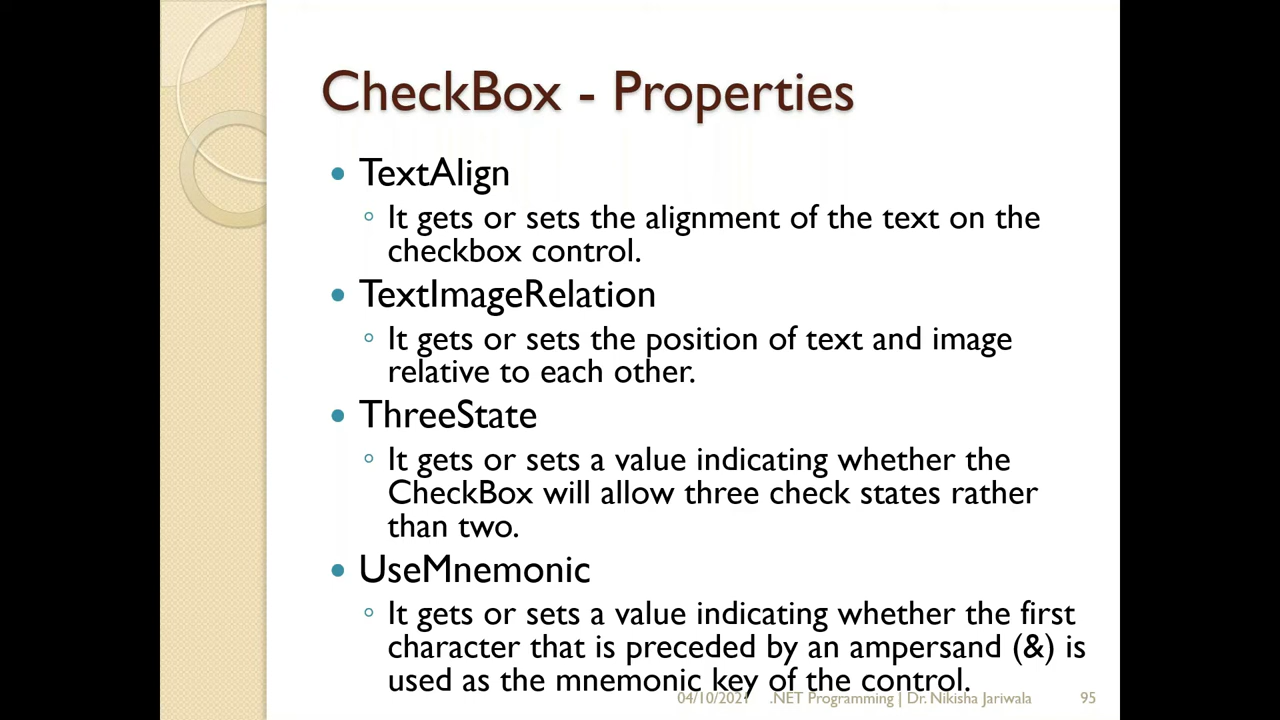 CheckBox - Properties
• TextAlign
◦ It gets or sets the alignment of the text on the
checkbox control.
• TextImageRelation
◦ It gets or sets the position of text and image
relative to each other.
• ThreeState
◦ It gets or sets a value indicating whether the
CheckBox will allow three check states rather
than two.
• UseMnemonic
◦ It gets or sets a value indicating whether the first
character that is preceded by an ampersand (&) is
used as the mnemonic key of the control.
04/10/2021 .NET Programming | Dr. Nikisha Jariwala 95